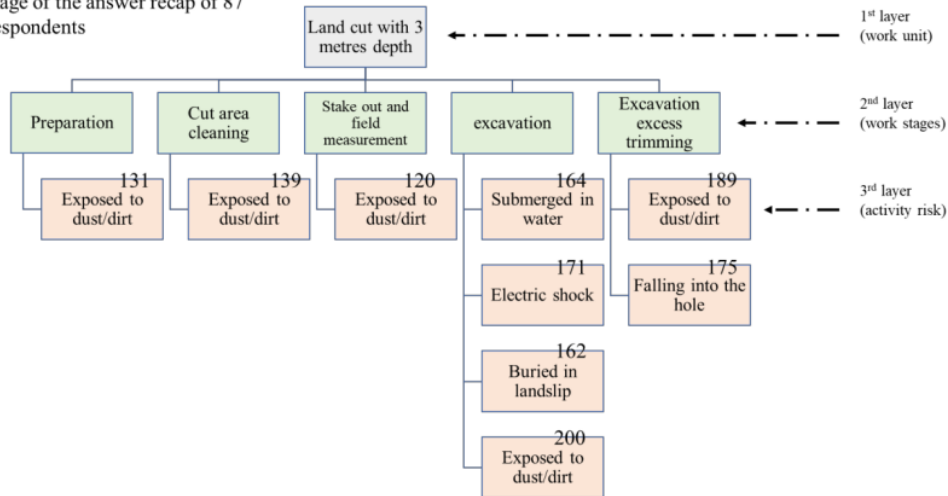 age of the answer recap of 87
spondents
Land cut with 3
metres depth
1st layer
(work unit)
Preparation
Cut area
cleaning
Stake out and
field
measurement
excavation
Excavation
excess
trimming
2nd layer
(work stages)
131
Exposed to
dust/dirt
139
Exposed to
dust/dirt
120
Exposed to
dust/dirt
164
Submerged in
water
189
Exposed to
dust/dirt
3rd layer
(activity risk)
171
Electric shock
175
Falling into the
hole
162
Buried in
landslip
200
Exposed to
dust/dirt